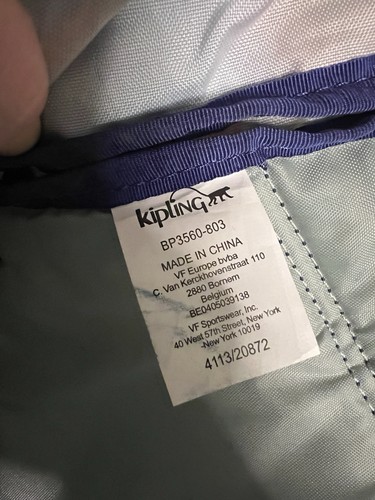 kipling
BP3560-803
MADE IN CHINA
VF Europe bvba
C. Van Kerckhovenstraat 110
2880 Bornem
Belgium
BE0405039138
VF Sportswear, Inc.
40 West 57th Street, New York
New York 10019
4113/20872